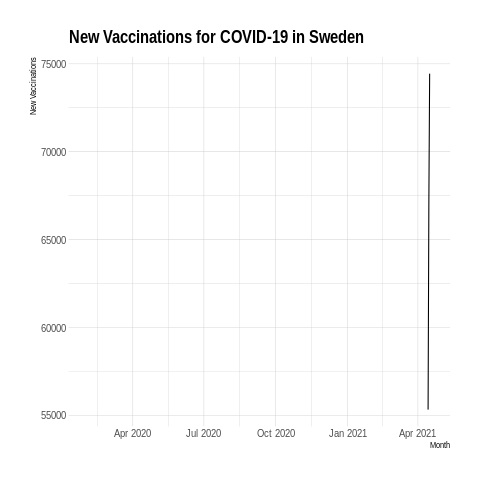 New Vaccinations for COVID-19 in Sweden
New Vaccinations
75000
70000
65000
60000
55000
Apr 2020 Jul 2020 Oct 2020 Jan 2021 Apr 2021
Month